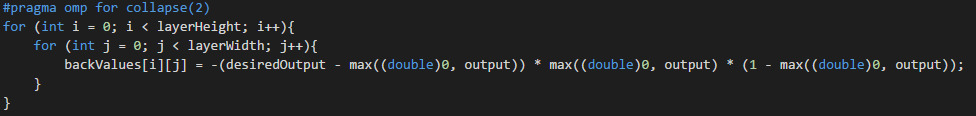 #pragma omp for collapse(2)
for (int i = 0; i < layerHeight; i++){
    for (int j = 0; j < layerWidth; j++){
        backValues[i][j] = -(desiredOutput - max((double)0, output)) * max((double)0, output) * (1 - max((double)0, output));
    }
}